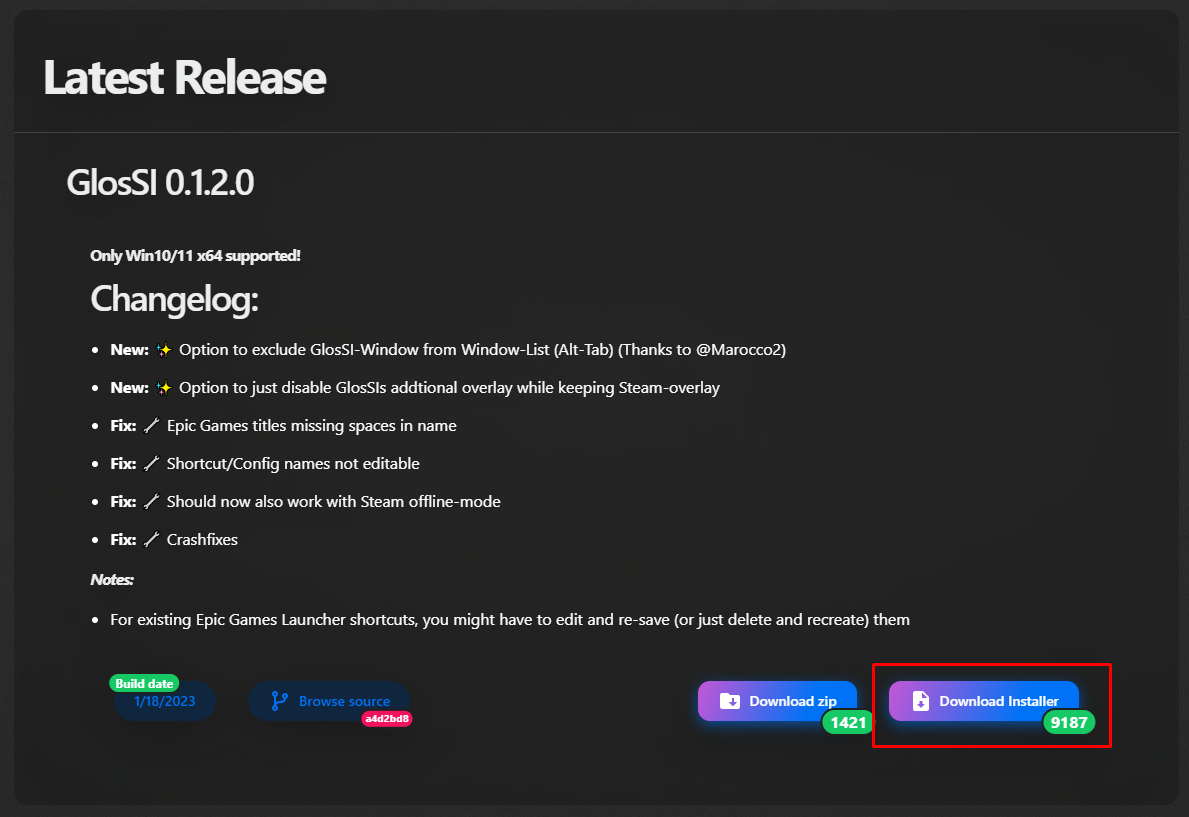 Latest Release
GlosSI 0.1.2.0
Only Win10/11 x64 supported!
Changelog:
• New: ✨ Option to exclude GlosSI-Window from Window-List (Alt-Tab) (Thanks to @Marocco2)
• New: ✨ Option to just disable GlosSIs addtional overlay while keeping Steam-overlay
• Fix: 🔧 Epic Games titles missing spaces in name
• Fix: 🔧 Shortcut/Config names not editable
• Fix: 🔧 Should now also work with Steam offline-mode
• Fix: 🔧 Crashfixes
Notes:
• For existing Epic Games Launcher shortcuts, you might have to edit and re-save (or just delete and recreate) them
Build date
1/18/2023
Browse source
a4d2bd8
Download zip
1421
Download Installer
9187